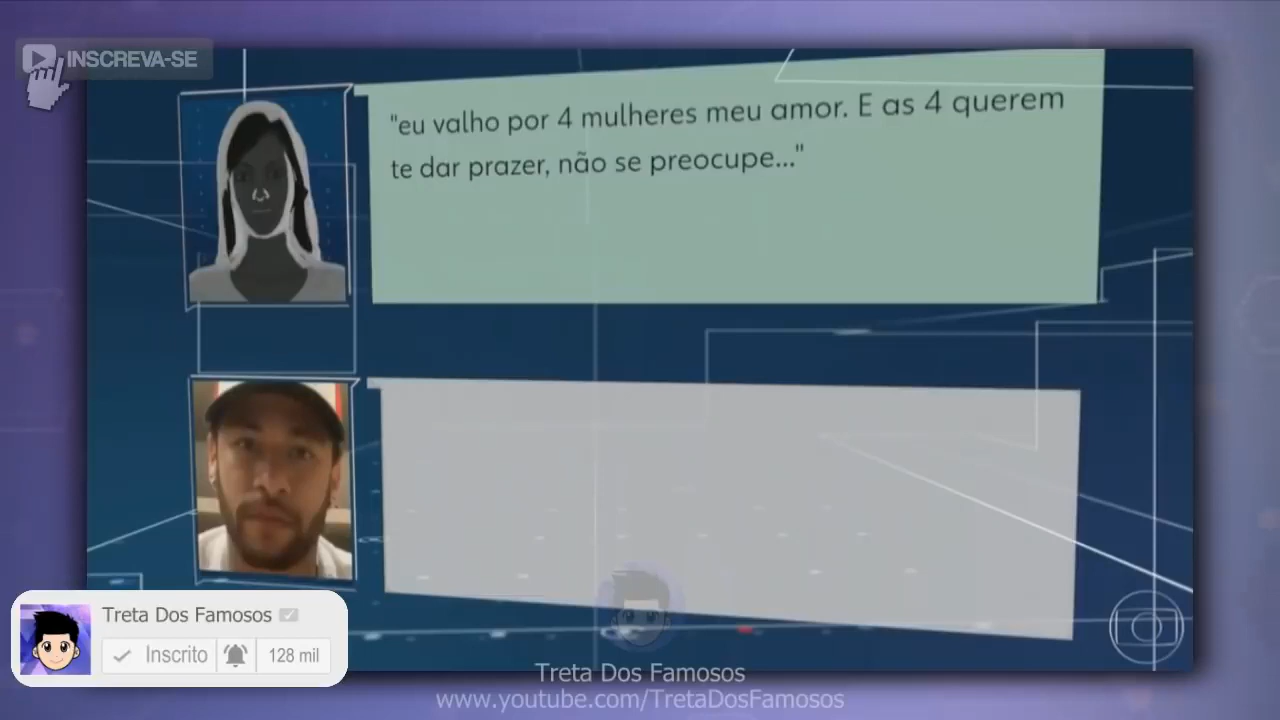 INSCREVA-SE
"eu valho por 4 mulheres meu amor. E as 4 querem
te dar prazer, não se preocupe..."
Treta Dos Famosos
Inscrito
128 mil
Treta Dos Famosos
www.youtube.com/TretaDosFamosos